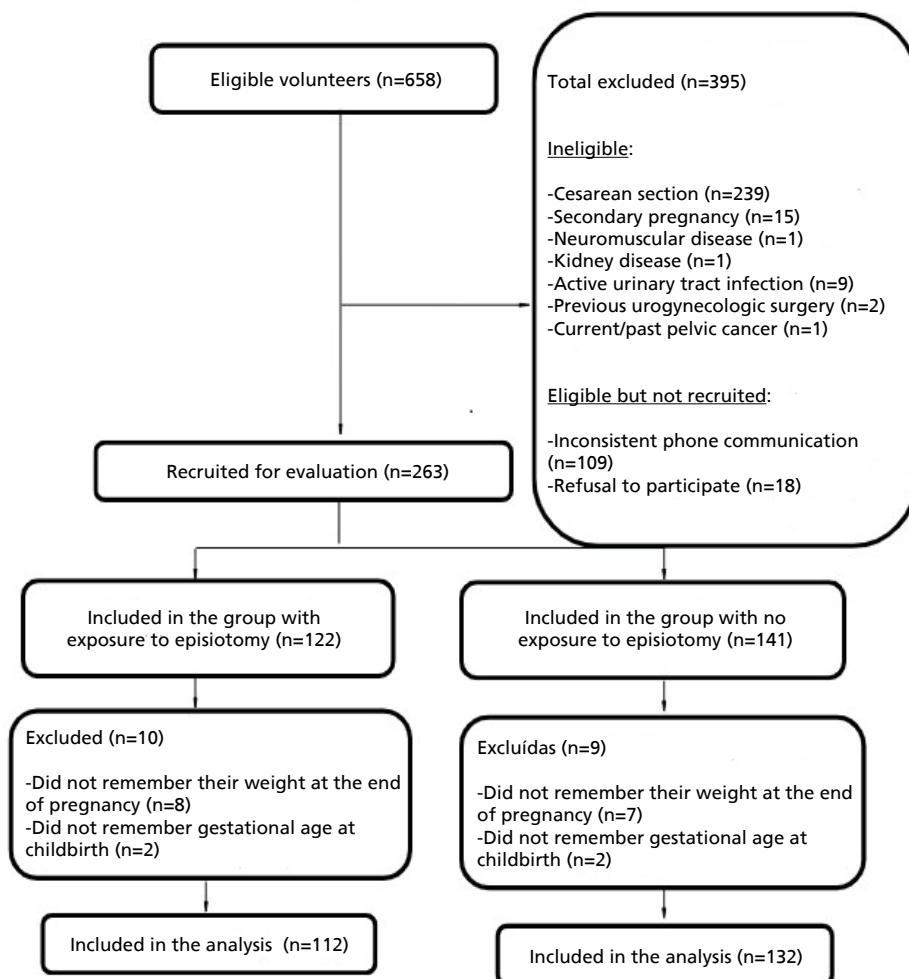 Eligible volunteers (n=658)
Total excluded (n=395)
Ineligible:
-Cesarean section (n=239)
-Secondary pregnancy (n=15)
-Neuromuscular disease (n=1)
-Kidney disease (n=1)
-Active urinary tract infection (n=9)
-Previous urogynecologic surgery (n=2)
-Current/past pelvic cancer (n=1)
Eligible but not recruited:
-Inconsistent phone communication
(n=109)
-Refusal to participate (n=18)
Recruited for evaluation (n=263)
Included in the group with
exposure to episiotomy (n=122)
Included in the group with no
exposure to episiotomy (n=141)
Excluded (n=10)
-Did not remember their weight at the end
of pregnancy (n=8)
-Did not remember gestational age at
childbirth (n=2)
Excluídas (n=9)
-Did not remember their weight at the end
of pregnancy (n=7)
-Did not remember gestational age at
childbirth (n=2)
Included in the analysis (n=112)
Included in the analysis (n=132)